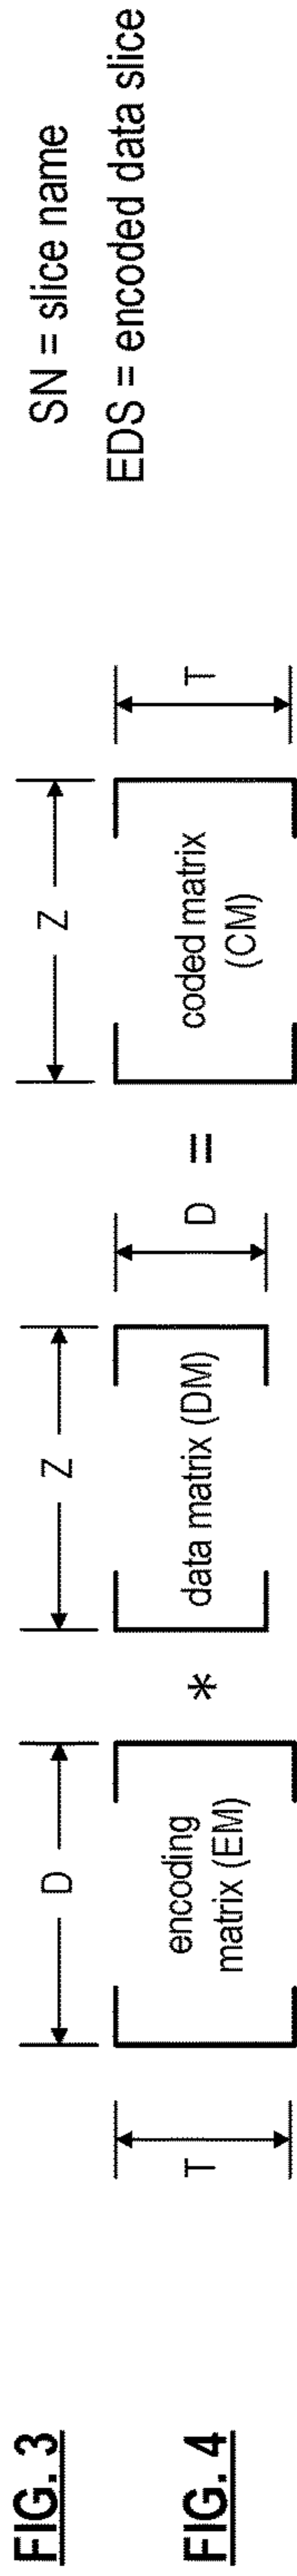 FIG. 3
SN = slice name
EDS = encoded data slice
FIG. 4
D
Z
Z
T
encoding
matrix (EM)
*
data matrix (DM)
D
=
coded matrix
(CM)
T